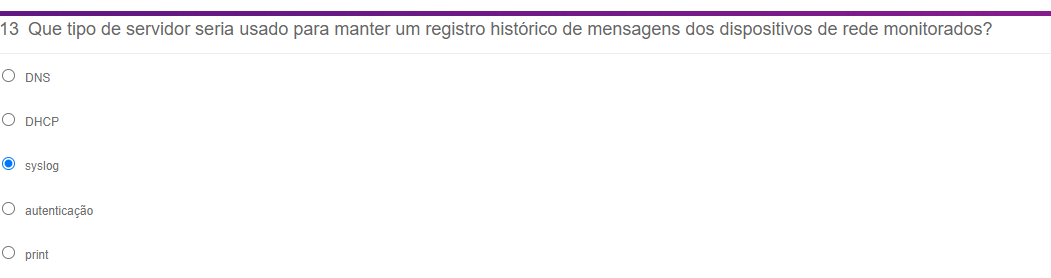 13 Que tipo de servidor seria usado para manter um registro histórico de mensagens dos dispositivos de rede monitorados?
DNS
DHCP
syslog
autenticação
print